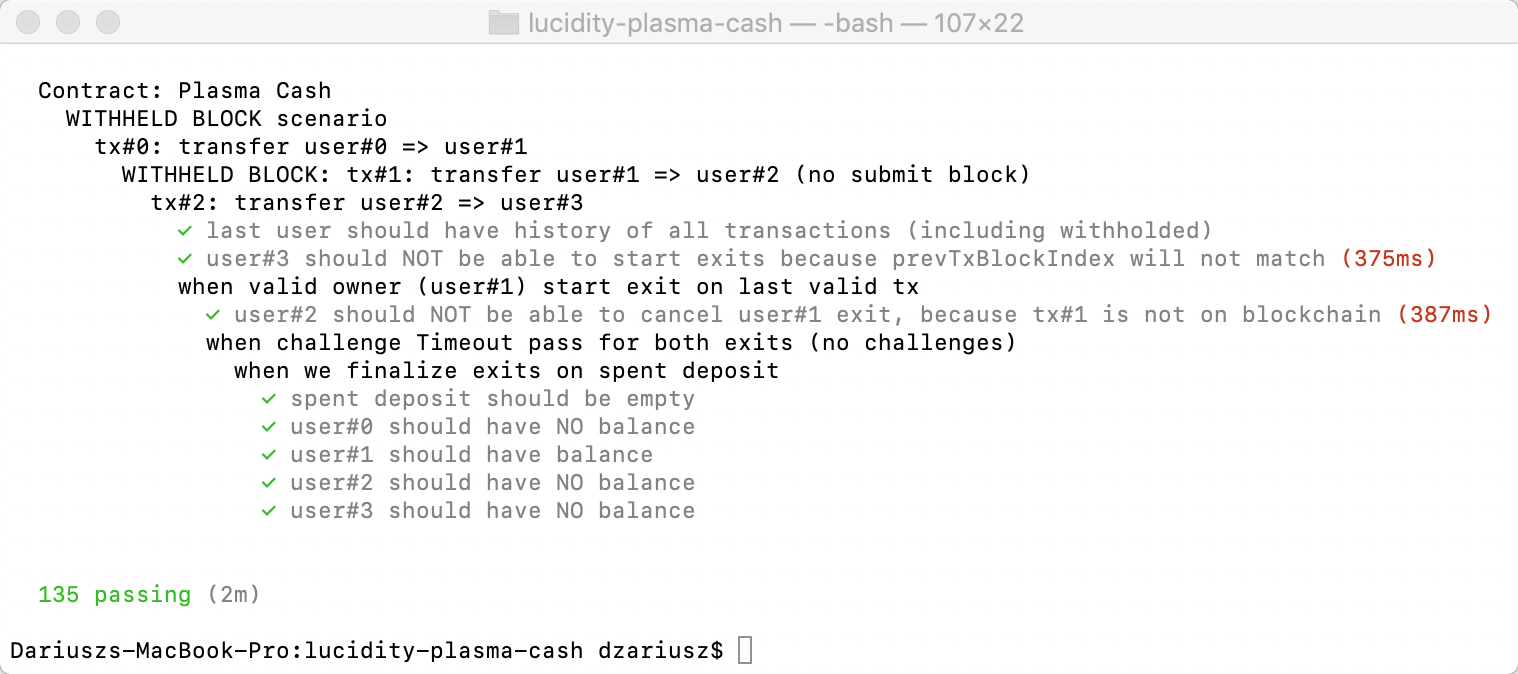 lucidity-plasma-cash — -bash — 107×22
Contract: Plasma Cash
WITHHELD BLOCK scenario
tx#0: transfer user#0 => user#1
WITHHELD BLOCK: tx#1: transfer user#1 => user#2 (no submit block)
tx#2: transfer user#2 => user#3
✓ last user should have history of all transactions (including withholded)
✓ user#3 should NOT be able to start exits because prevTxBlockIndex will not match (375ms)
when valid owner (user#1) start exit on last valid tx
✓ user#2 should NOT be able to cancel user#1 exit, because tx#1 is not on blockchain (387ms)
when challenge Timeout pass for both exits (no challenges)
when we finalize exits on spent deposit
✓ spent deposit should be empty
✓ user#0 should have NO balance
✓ user#1 should have balance
✓ user#2 should have NO balance
✓ user#3 should have NO balance
135 passing (2m)
Dariuszs-MacBook-Pro:lucidity-plasma-cash dzariusz$